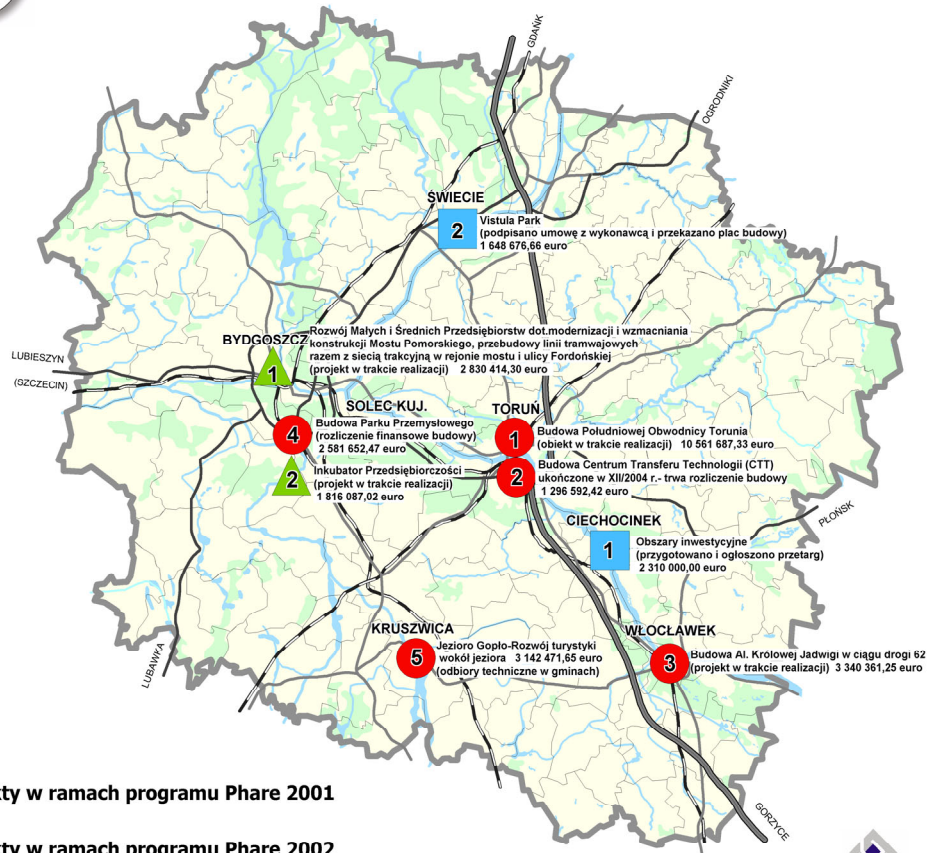 GDAŃSK
OGRODNIKI
ŚWIECIE
2
Vistula Park
(podpisano umowę z wykonawcą i przekazano plac budowy)
1 648 676,66 euro
BYDGOSZCZ
1
Rozwój Małych i Średnich Przedsiębiorstw dot.modernizacji i wzmacniania
konstrukcji Mostu Pomorskiego, przebudowy linii tramwajowych
razem z siecią trakcyjną w rejonie mostu i ulicy Fordońskiej
(projekt w trakcie realizacji) 2 830 414,30 euro
LUBIESZYN
(SZCZECIN)
SOLEC KUJ.
4
Budowa Parku Przemysłowego
(rozliczenie finansowe budowy)
2 581 652,47 euro
2
Inkubator Przedsiębiorczości
(projekt w trakcie realizacji)
1 816 087,02 euro
TORUŃ
1
Budowa Południowej Obwodnicy Torunia
(obiekt w trakcie realizacji) 10 561 687,33 euro
2
Budowa Centrum Transferu Technologii (CTT)
ukończone w XII/2004 r.- trwa rozliczenie budowy
1 296 592,42 euro
PŁOŃSK
CIECHOCINEK
1
Obszary inwestycyjne
(przygotowano i ogłoszono przetarg)
2 310 000,00 euro
KRUSZWICA
5
Jezioro Gopło-Rozwój turystyki
wokół jeziora 3 142 471,65 euro
(odbiory techniczne w gminach)
WŁOCŁAWEK
3
Budowa Al. Królowej Jadwigi w ciągu drogi 62
(projekt w trakcie realizacji) 3 340 361,25 euro
LUBAWKA
GORZYCE
kty w ramach programu Phare 2001
kty w ramach programu Phare 2002